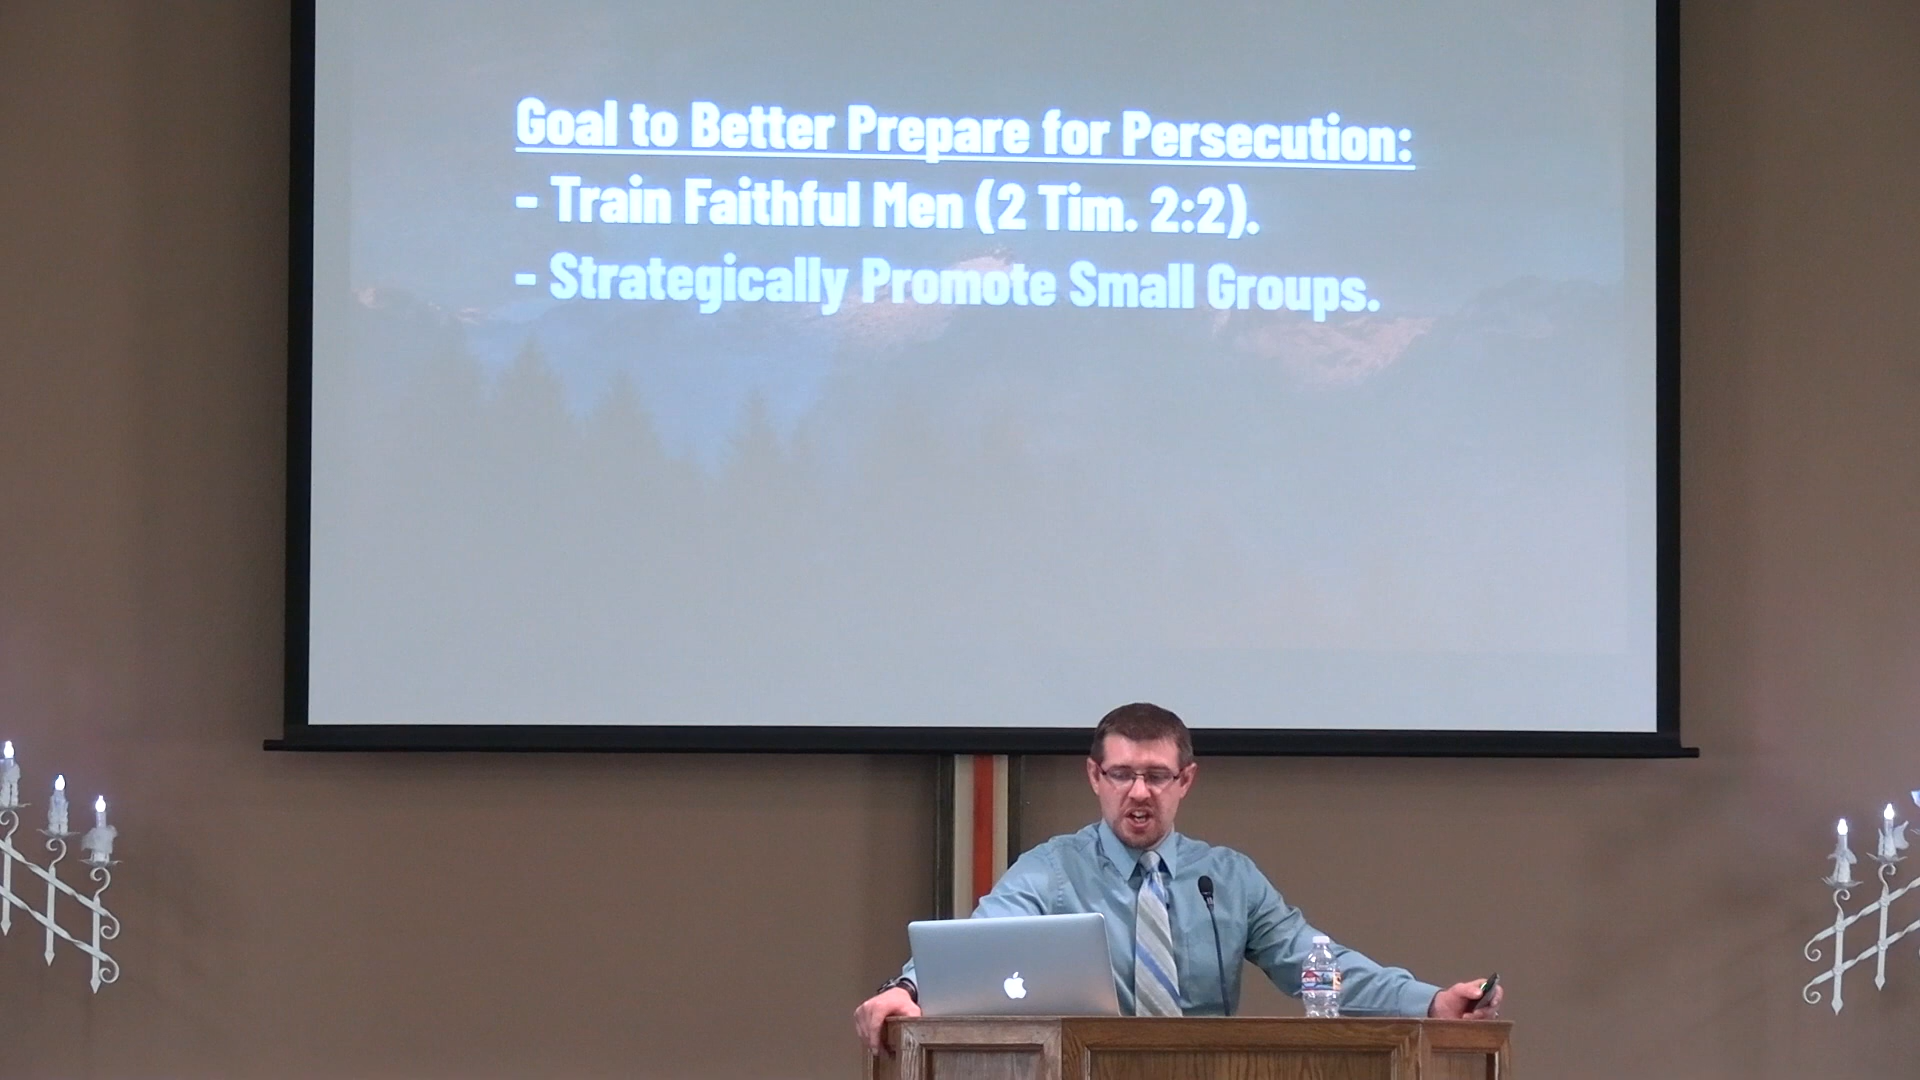 Goal to Better Prepare for Persecution:
- Train Faithful Men (2 Tim. 2:2).
- Strategically Promote Small Groups.